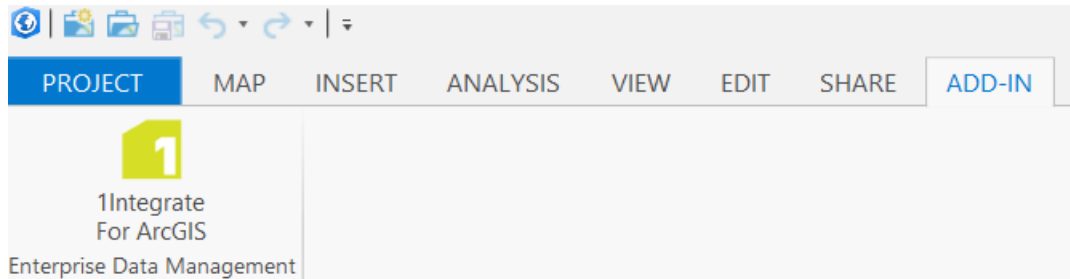 PROJECT MAP INSERT ANALYSIS VIEW EDIT SHARE ADD-IN
1
1Integrate
For ArcGIS
Enterprise Data Management